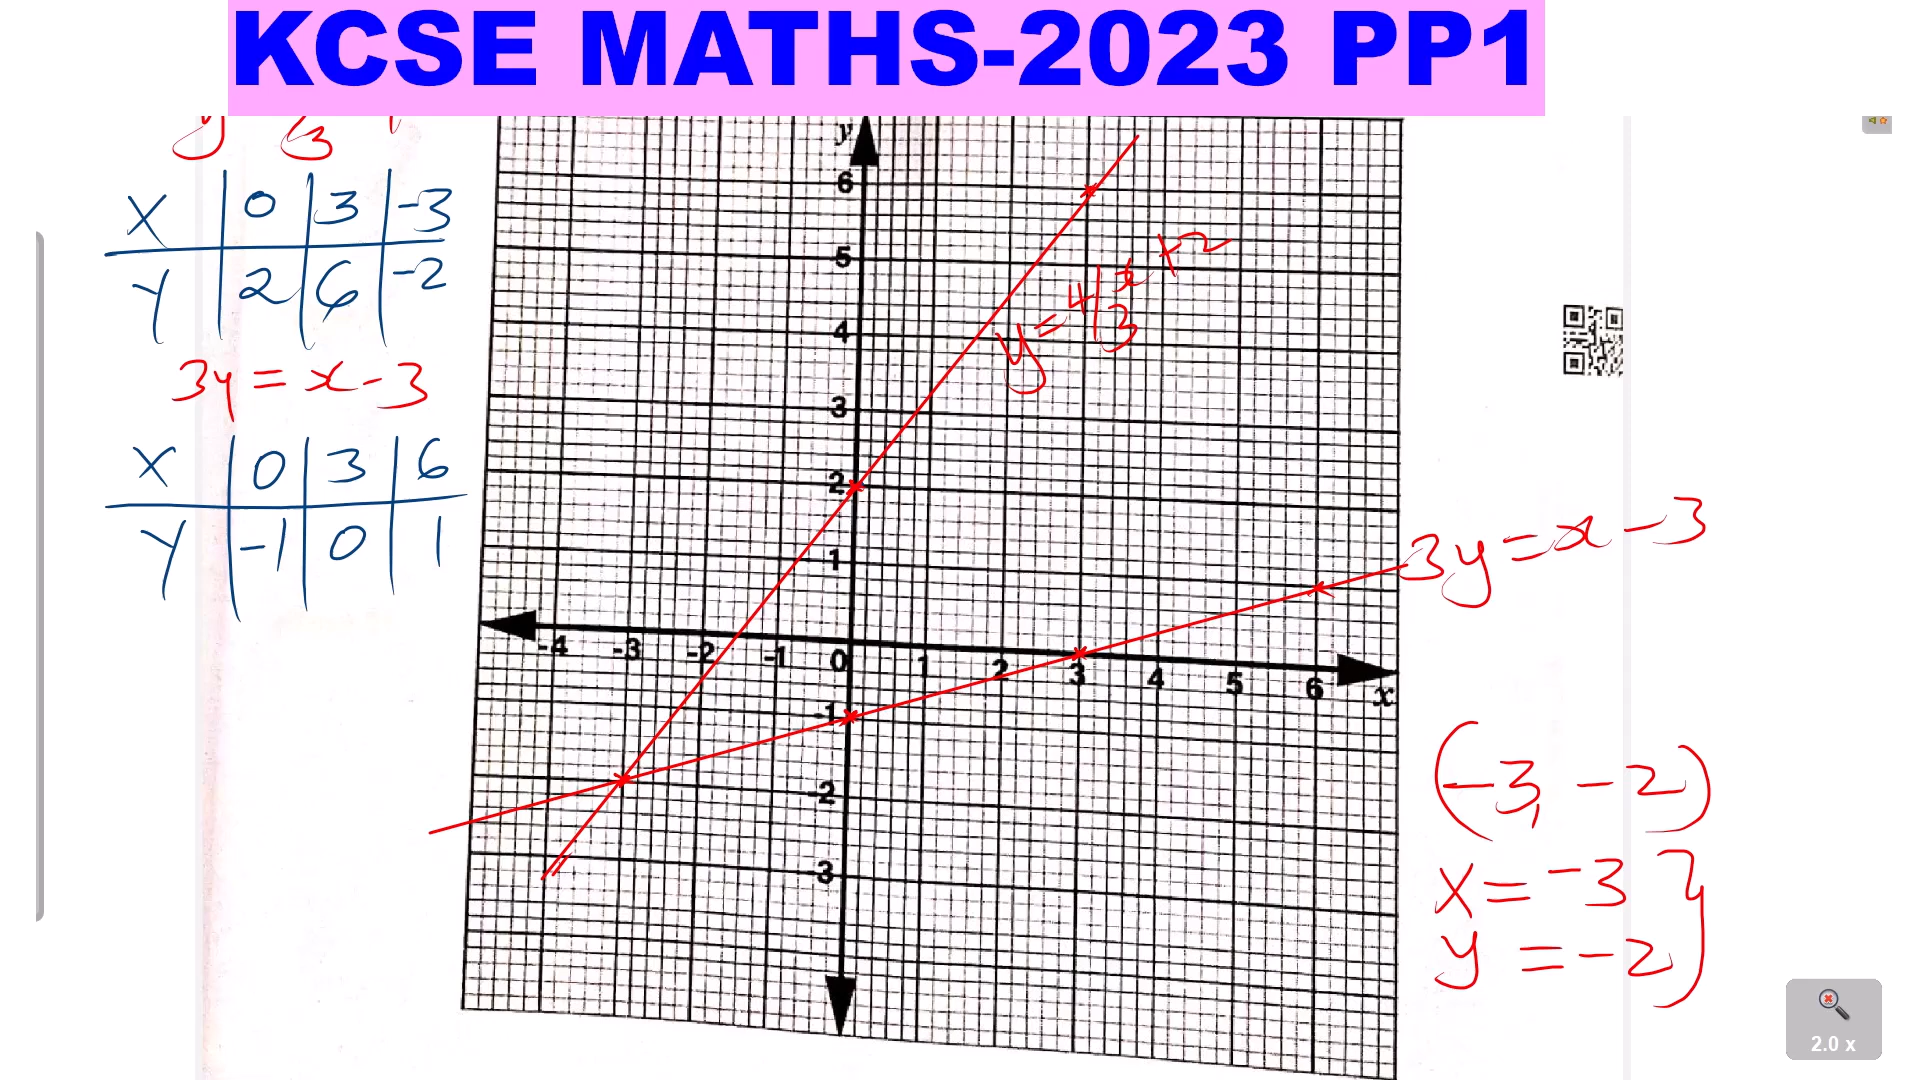 KCSE MATHS-2023 PP1
X 0 3 -3
Y 2 6 -2
3y = x - 3
X 0 3 6
Y -1 0 1
y
6
5
4
3
2
1
-4 -3 -2 -1 0 1 2 3 4 5 6
x
-1
-2
-3
y = 4/3 x + 2
3y = x - 3
(-3, -2)
x = -3
y = -2
2.0 x